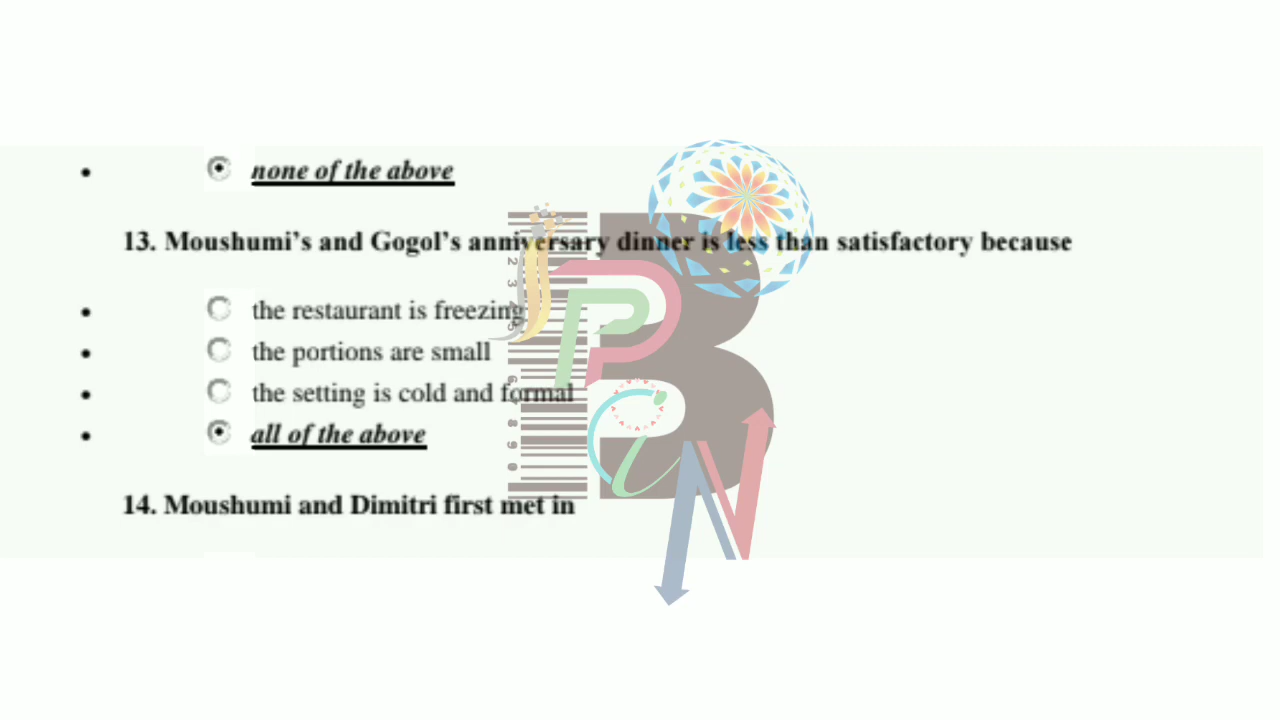 none of the above
13. Moushumi’s and Gogol’s anniversary dinner is less than satisfactory because
the restaurant is freezing
the portions are small
the setting is cold and formal
all of the above
14. Moushumi and Dimitri first met in